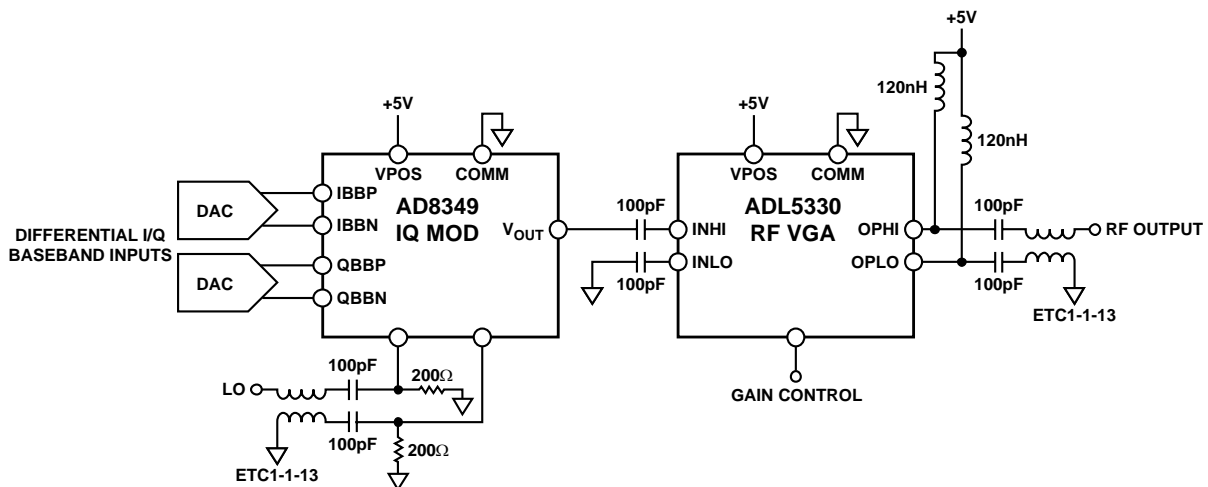 +5V
120nH
120nH
+5V
+5V
VPOS
COMM
VPOS
COMM
DAC
IBBP
IBBN
AD8349
IQ MOD
VOUT
100pF
INHI
INLO
100pF
ADL5330
RF VGA
OPHI
OPLO
100pF
RF OUTPUT
100pF
ETC1-1-13
DIFFERENTIAL I/Q
BASEBAND INPUTS
DAC
QBBP
QBBN
LO
100pF
200Ω
100pF
200Ω
ETC1-1-13
GAIN CONTROL